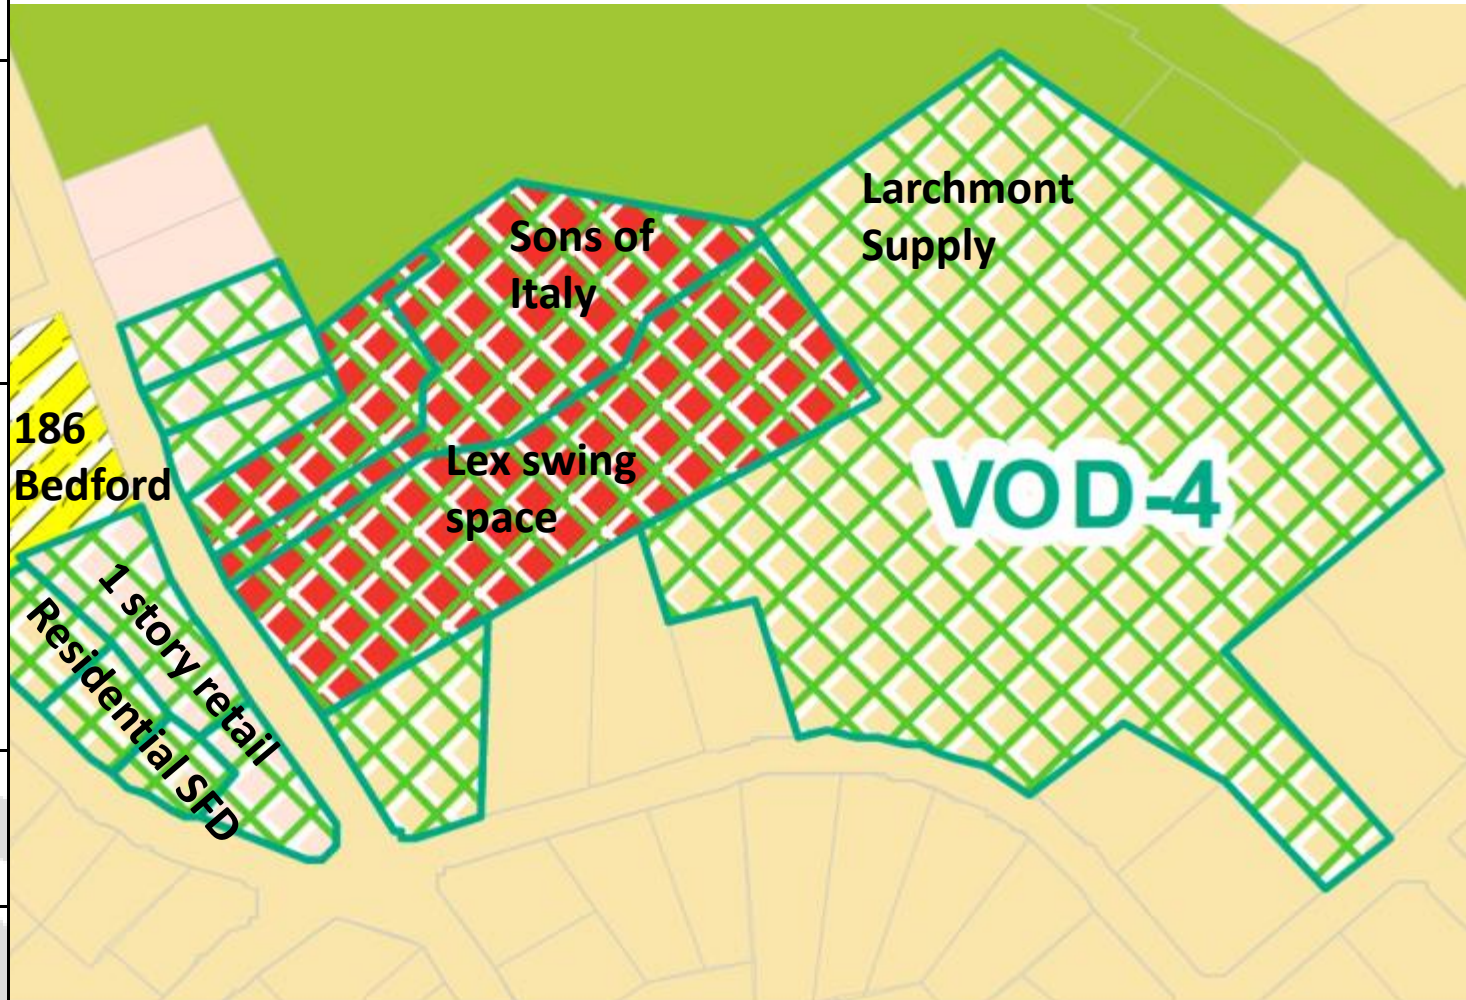 Larchmont
Supply
Sons of
Italy
186
Bedford
Lex swing
space
VOD-4
1 story retail
Residential SFD